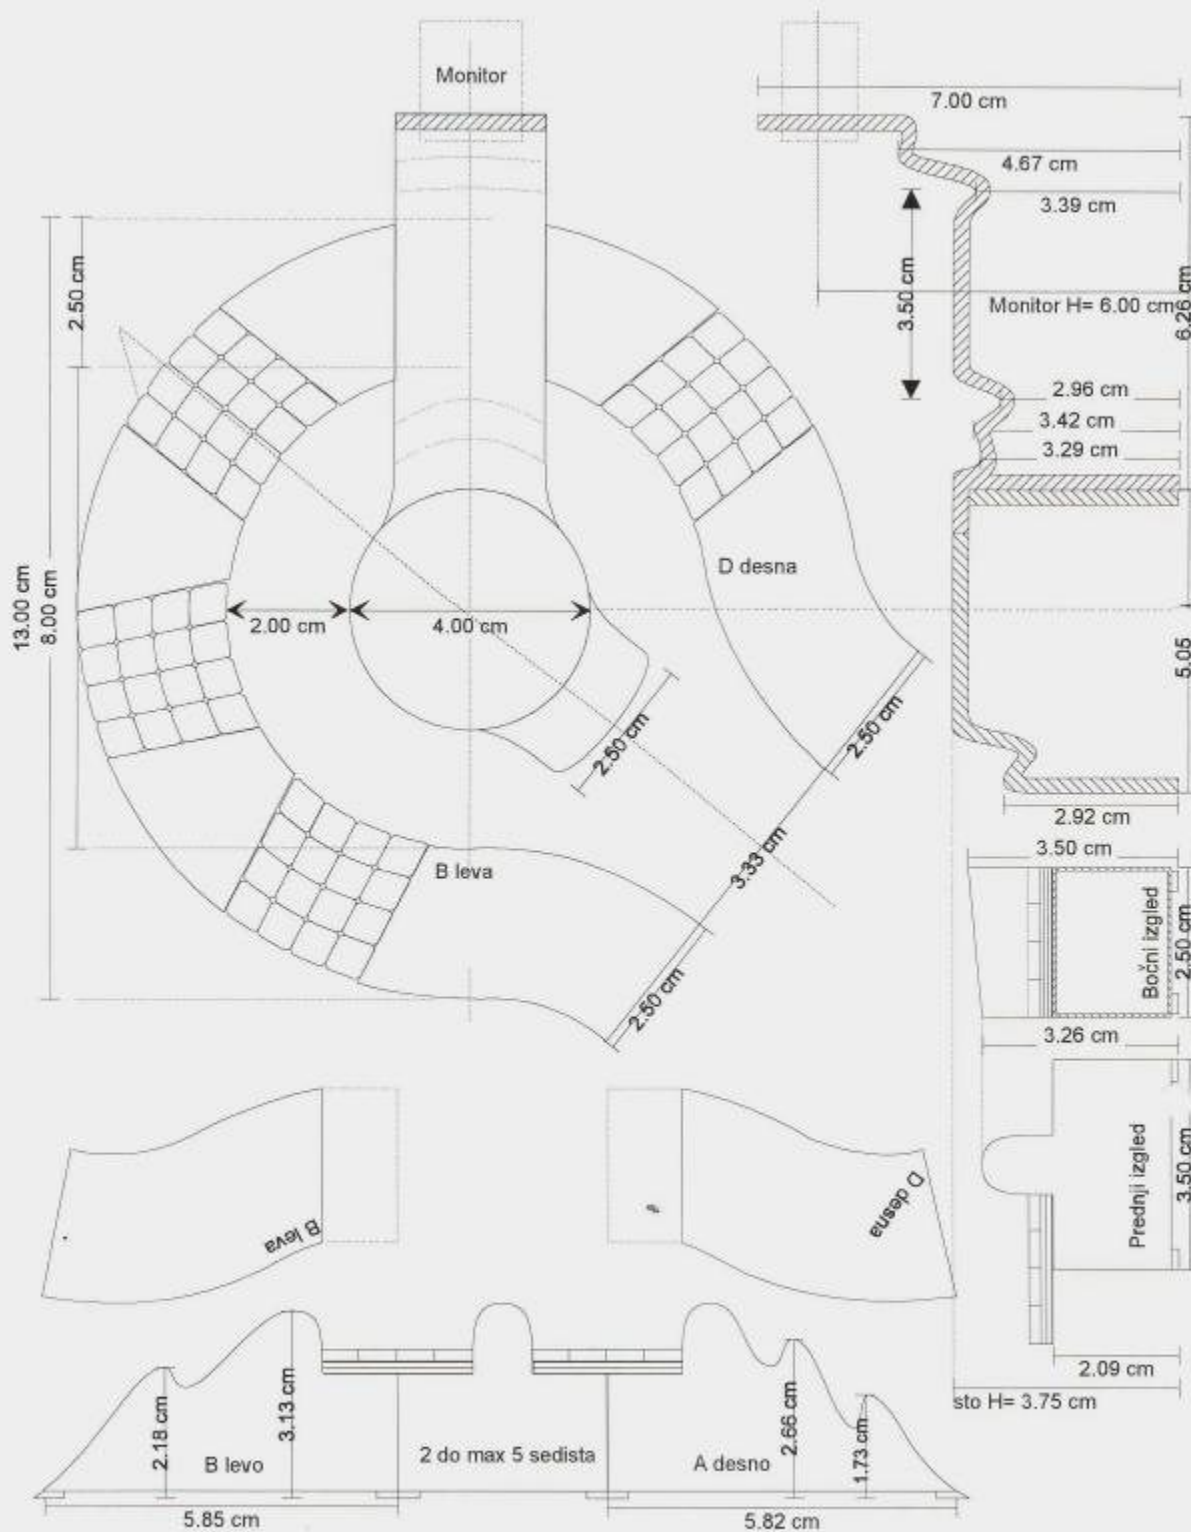 Monitor
7.00 cm
4.67 cm
3.39 cm
3.50 cm
Monitor H= 6.00 cm
6.26 cm
2.96 cm
3.42 cm
3.29 cm
2.50 cm
13.00 cm
8.00 cm
2.00 cm
4.00 cm
D desna
2.50 cm
2.50 cm
3.33 cm
2.50 cm
B leva
5.05
2.92 cm
3.50 cm
Bočni izgled
2.50 cm
3.26 cm
Prednji izgled
3.50 cm
2.09 cm
sto H= 3.75 cm
B leva
D desna
2.18 cm
3.13 cm
2.66 cm
1.73 cm
B levo
2 do max 5 sedista
A desno
5.85 cm
5.82 cm